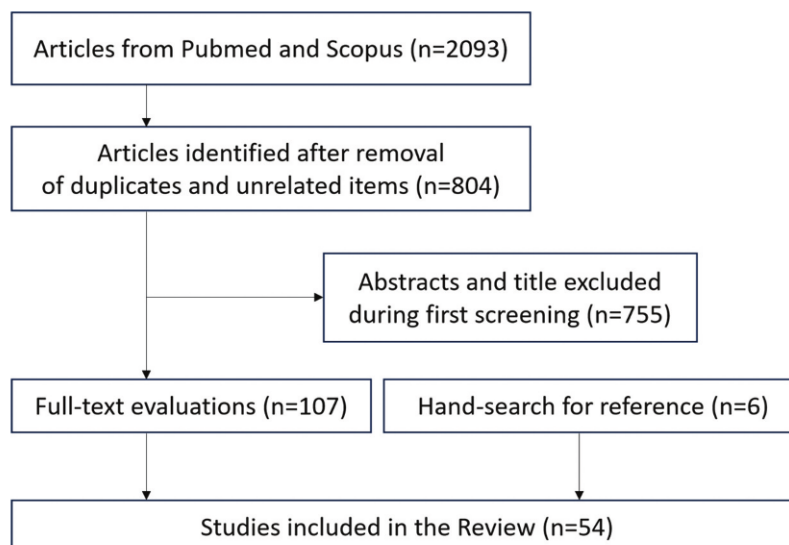 Articles from Pubmed and Scopus (n=2093)
Articles identified after removal
of duplicates and unrelated items (n=804)
Abstracts and title excluded
during first screening (n=755)
Full-text evaluations (n=107)
Hand-search for reference (n=6)
Studies included in the Review (n=54)